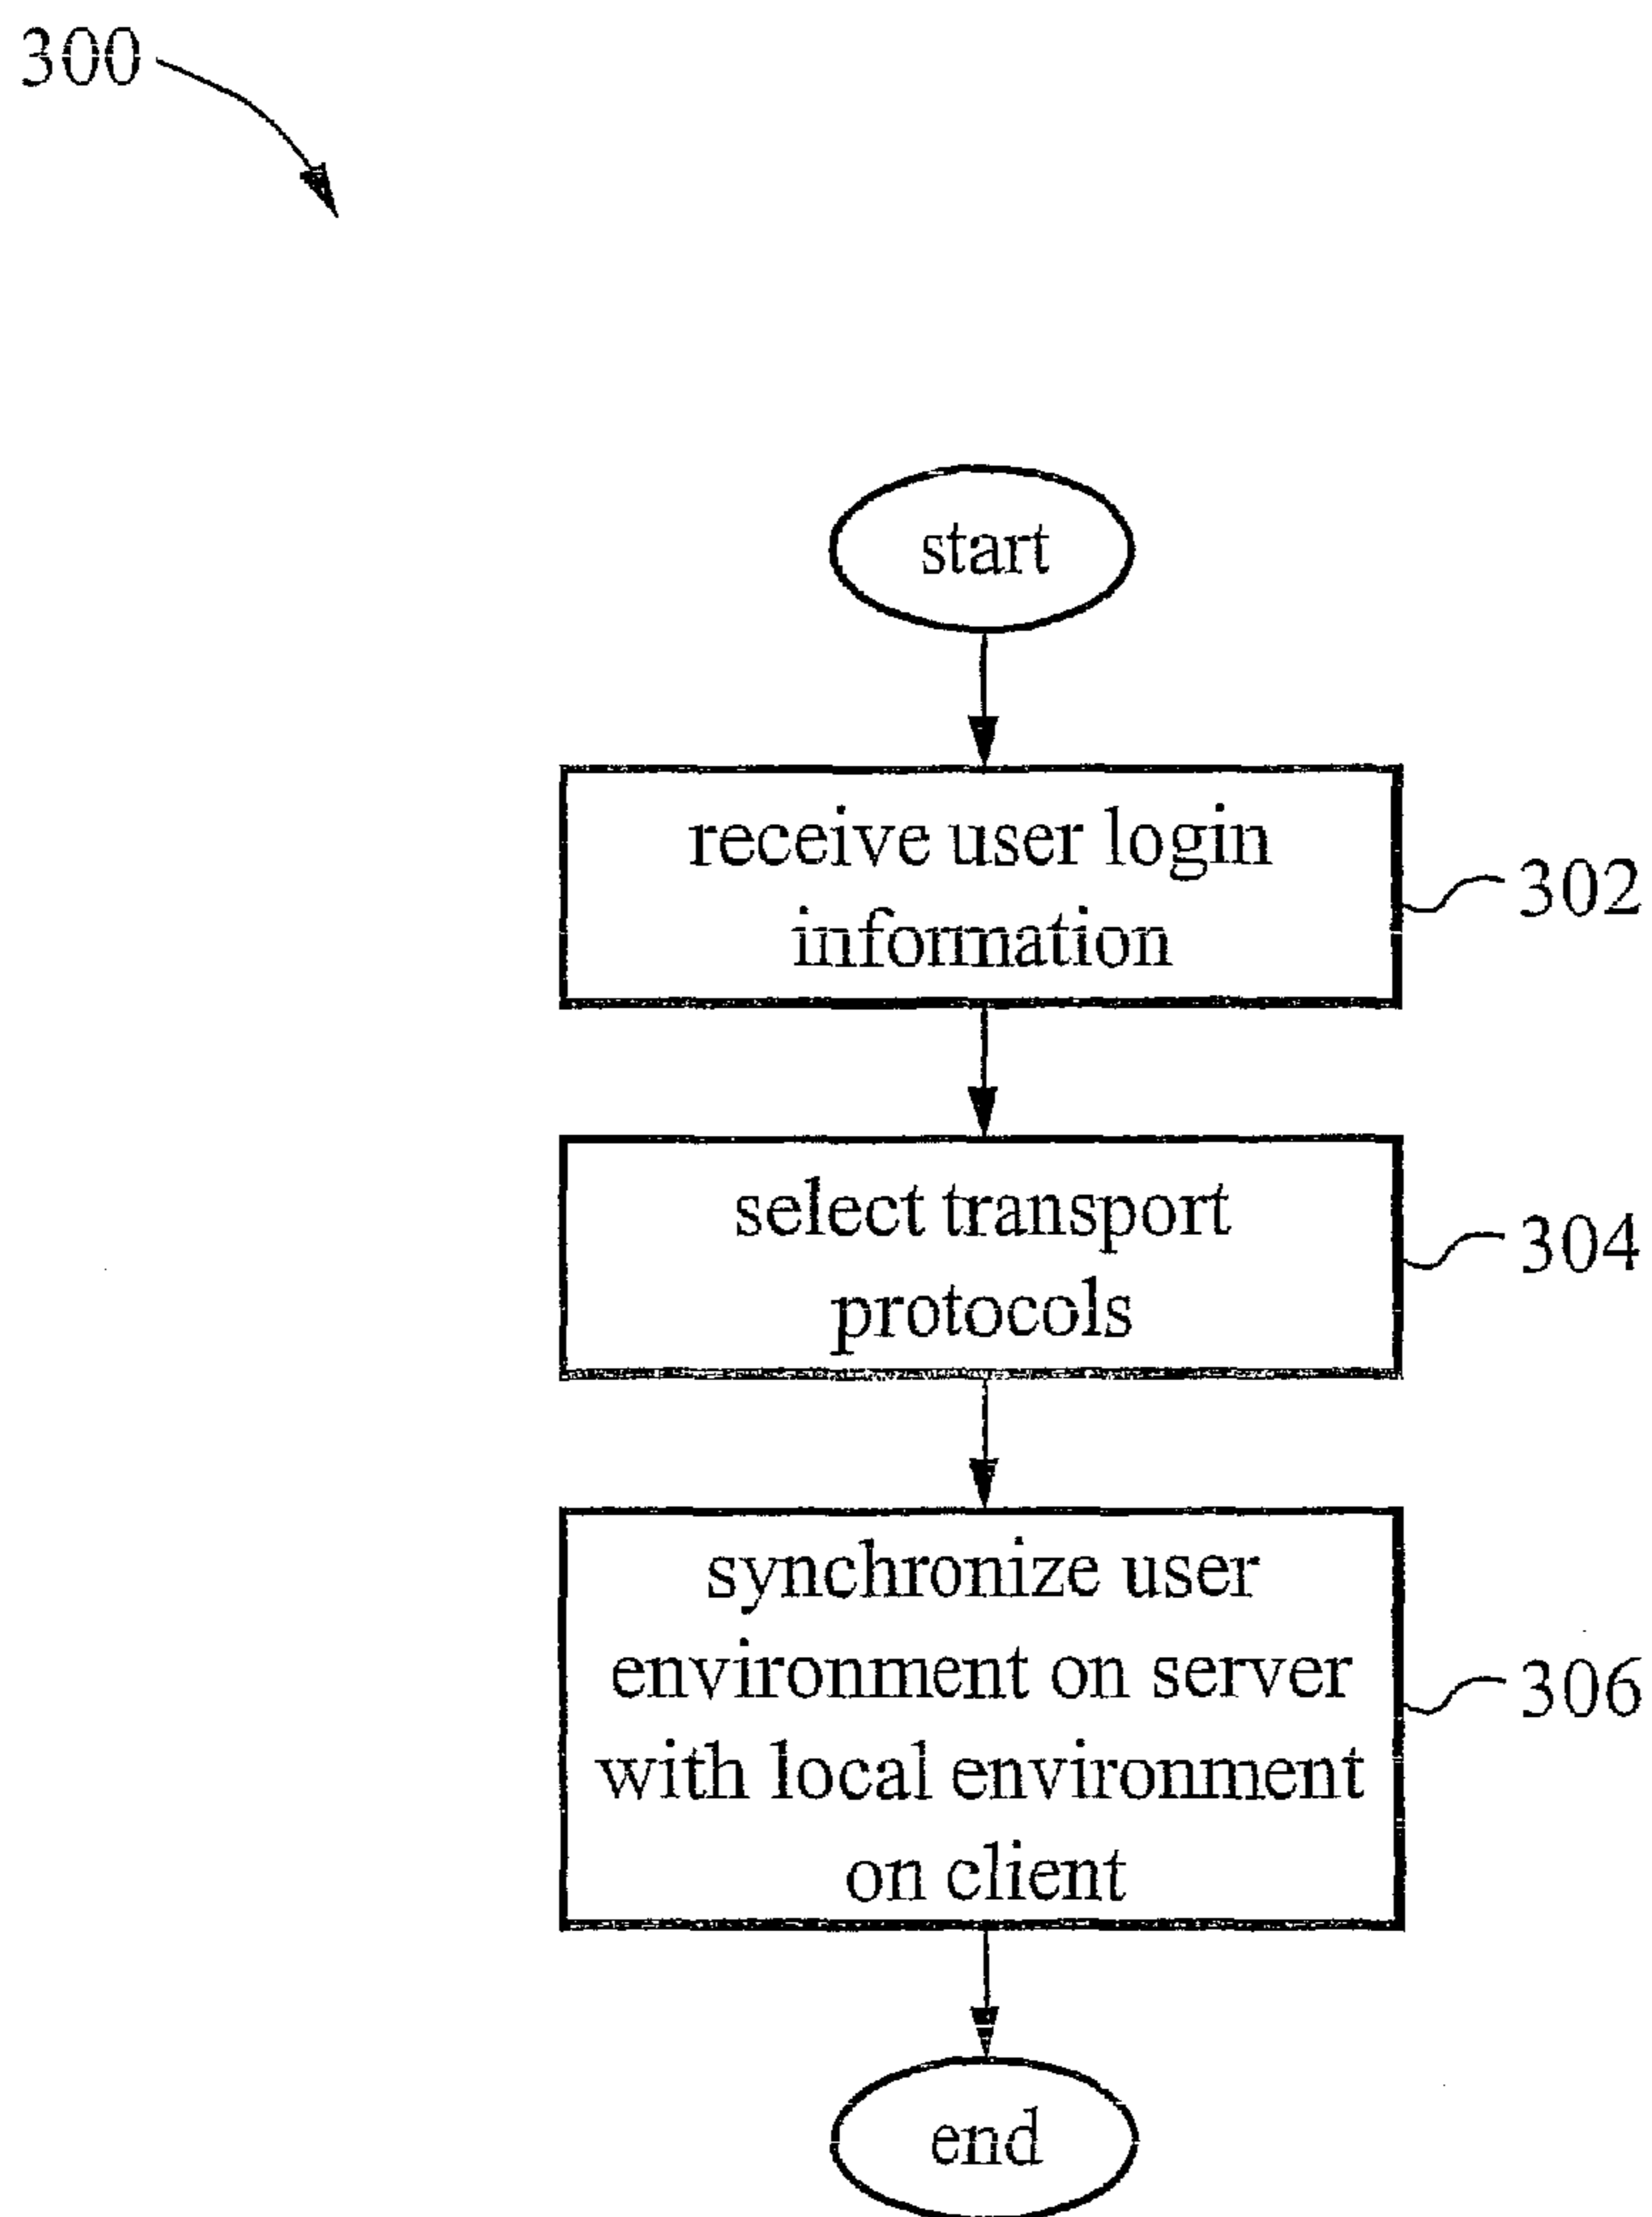 300
start
receive user login
information
302
select transport
protocols
304
synchronize user
environment on server
with local environment
on client
306
end